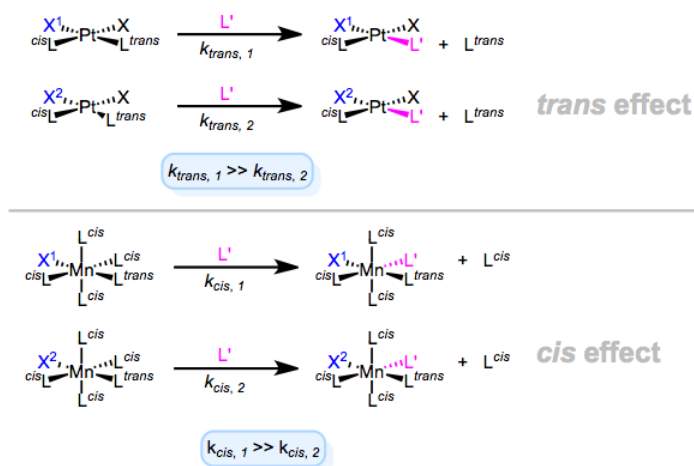 X¹ X L' X¹ X
cisL Pt Ltrans ktrans, 1 cisL Pt L' + Ltrans
X² X L' X² X
cisL Pt Ltrans ktrans, 2 cisL Pt L' + Ltrans
trans effect
ktrans, 1 >> ktrans, 2
Lcis Lcis
X¹ Mn Lcis L' X¹ Mn L' + Lcis
cisL Ltrans kcis, 1 cisL Ltrans
Lcis Lcis
Lcis Lcis
X² Mn Lcis L' X² Mn L' + Lcis
cisL Ltrans kcis, 2 cisL Ltrans
Lcis Lcis
cis effect
kcis, 1 >> kcis, 2